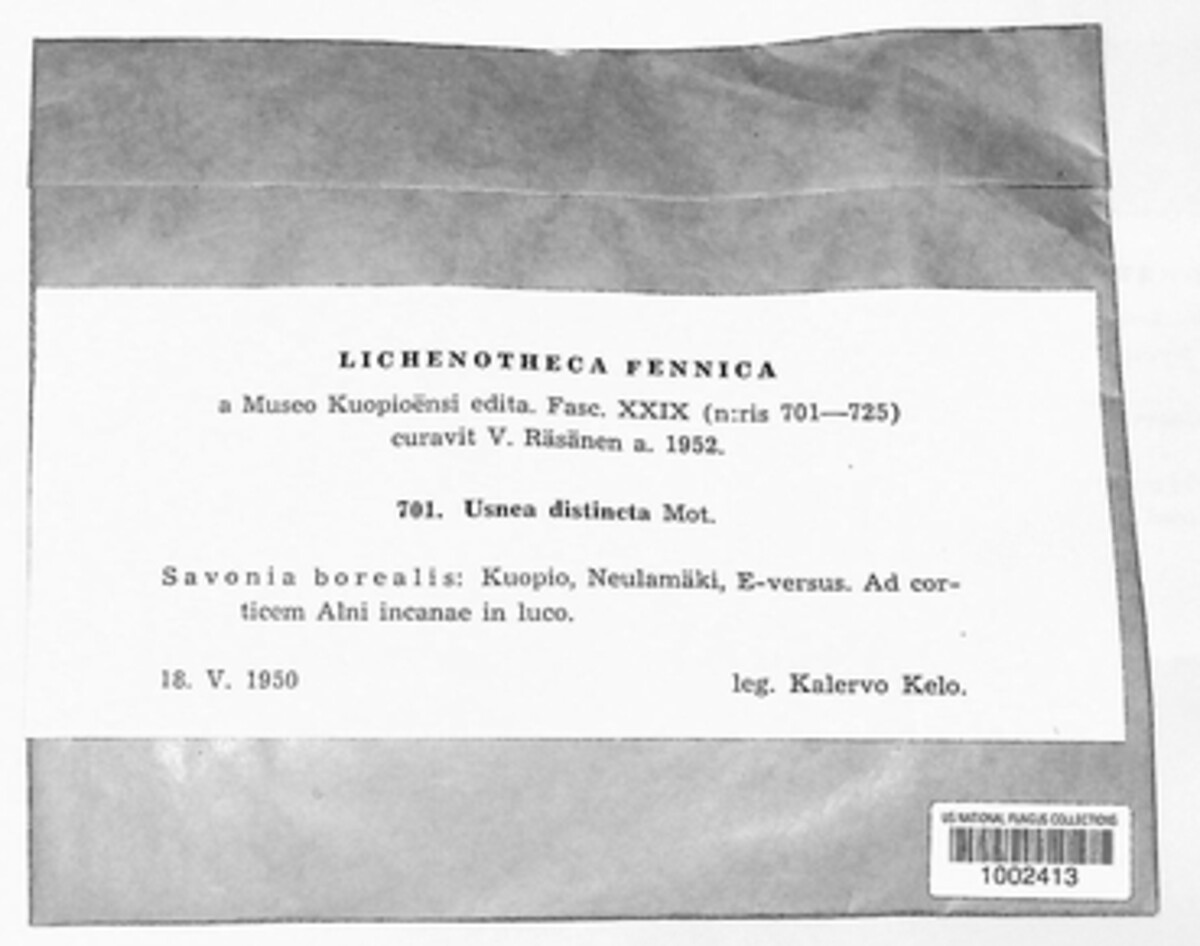 LICHENOTHECA FENNICA
a Museo Kuopioënsi edita. Fasc. XXIX (n:ris 701—725)
curavit V. Räsänen a. 1952.
701. Usnea distincta Mot.
Savonia borealis: Kuopio, Neulamäki, E-versus. Ad cor-
ticem Alni incanae in luco.
18. V. 1950
leg. Kalervo Kelo.
US NATIONAL FUNGUS COLLECTIONS
1002413